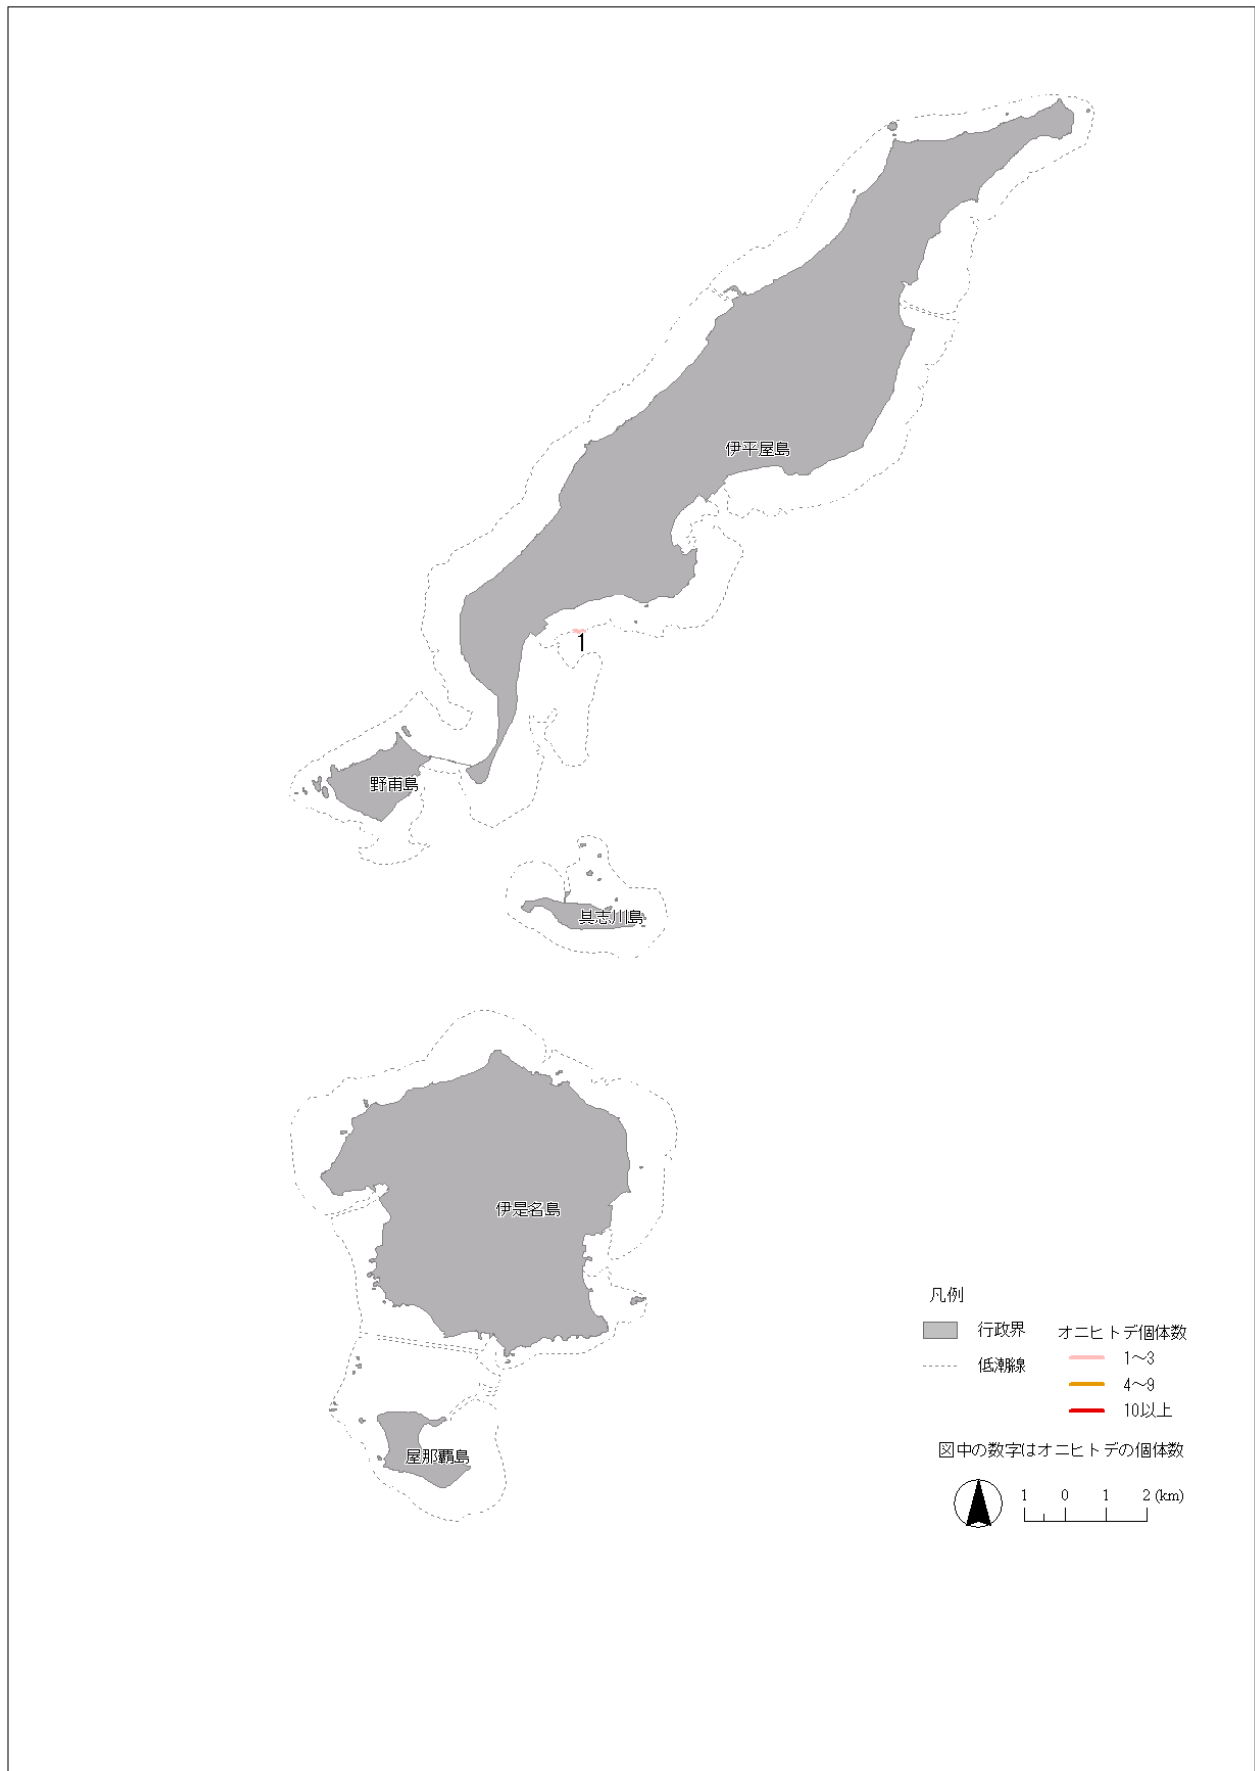 伊平屋島
1
野甫島
具志川島
伊是名島
屋那覇島
凡例
行政界
低潮線
オニヒトデ個体数
1～3
4～9
10以上
図中の数字はオニヒトデの個体数
1 0 1 2 (km)